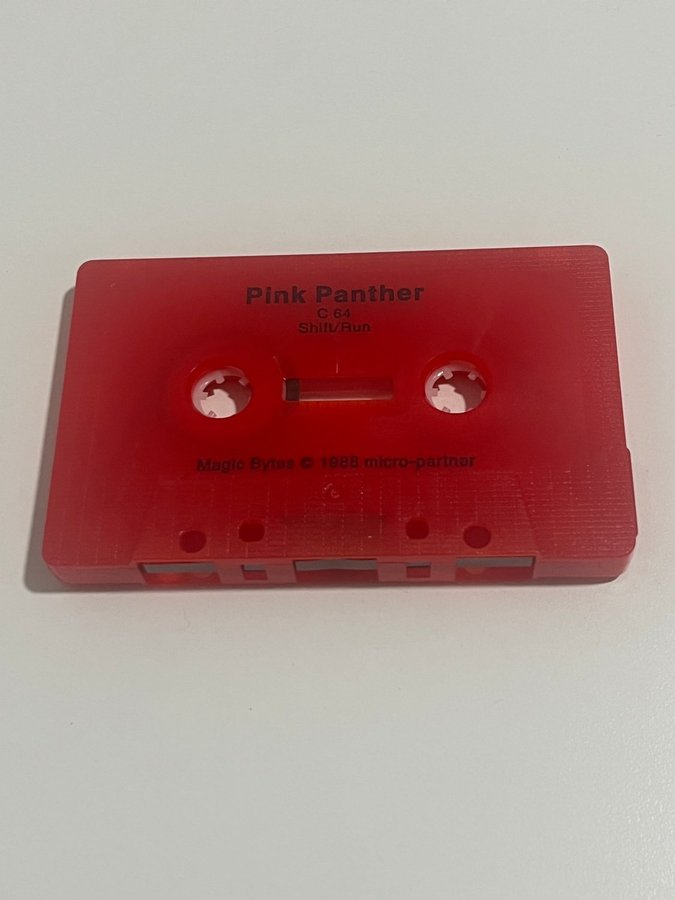 Pink Panther
C 64
Shift/Run
Magic Bytes © 1988 micro-partner